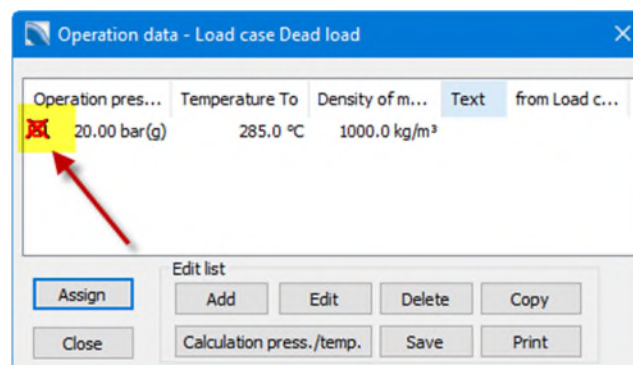 Operation data - Load case Dead load
Operation pres... Temperature To Density of m... Text from Load c...
20.00 bar(g) 285.0 °C 1000.0 kg/m³
Edit list
Assign Add Edit Delete Copy
Close Calculation press./temp. Save Print